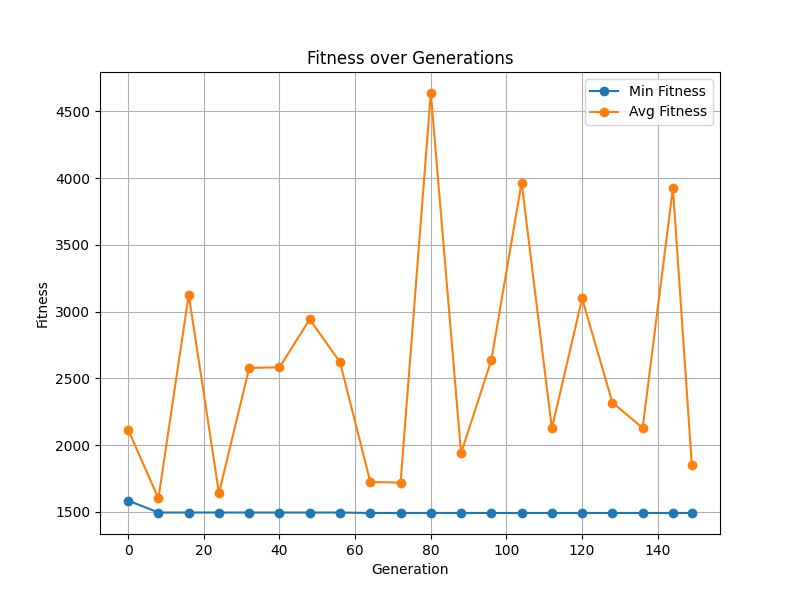 Fitness over Generations
Min Fitness
Avg Fitness
4500
4000
3500
3000
2500
2000
1500
Fitness
0 20 40 60 80 100 120 140
Generation